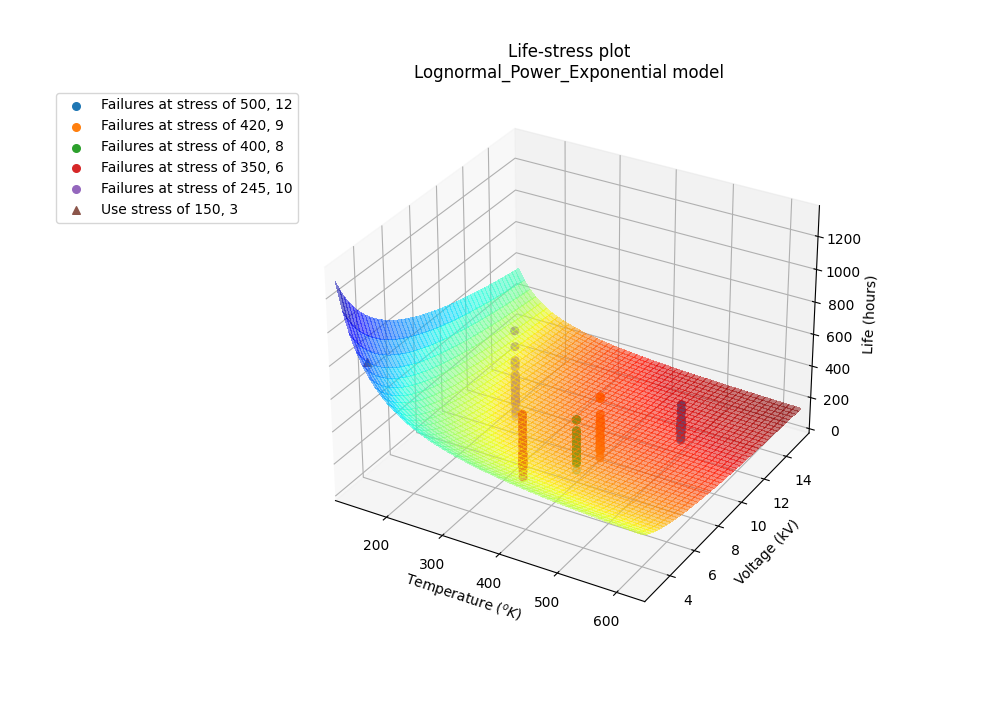 Life-stress plot
Lognormal_Power_Exponential model
Failures at stress of 500, 12
Failures at stress of 420, 9
Failures at stress of 400, 8
Failures at stress of 350, 6
Failures at stress of 245, 10
Use stress of 150, 3
1200
1000
800
600
400
200
0
Life (hours)
14
12
10
8
6
4
Voltage (kV)
200
300
400
500
600
Temperature (°K)